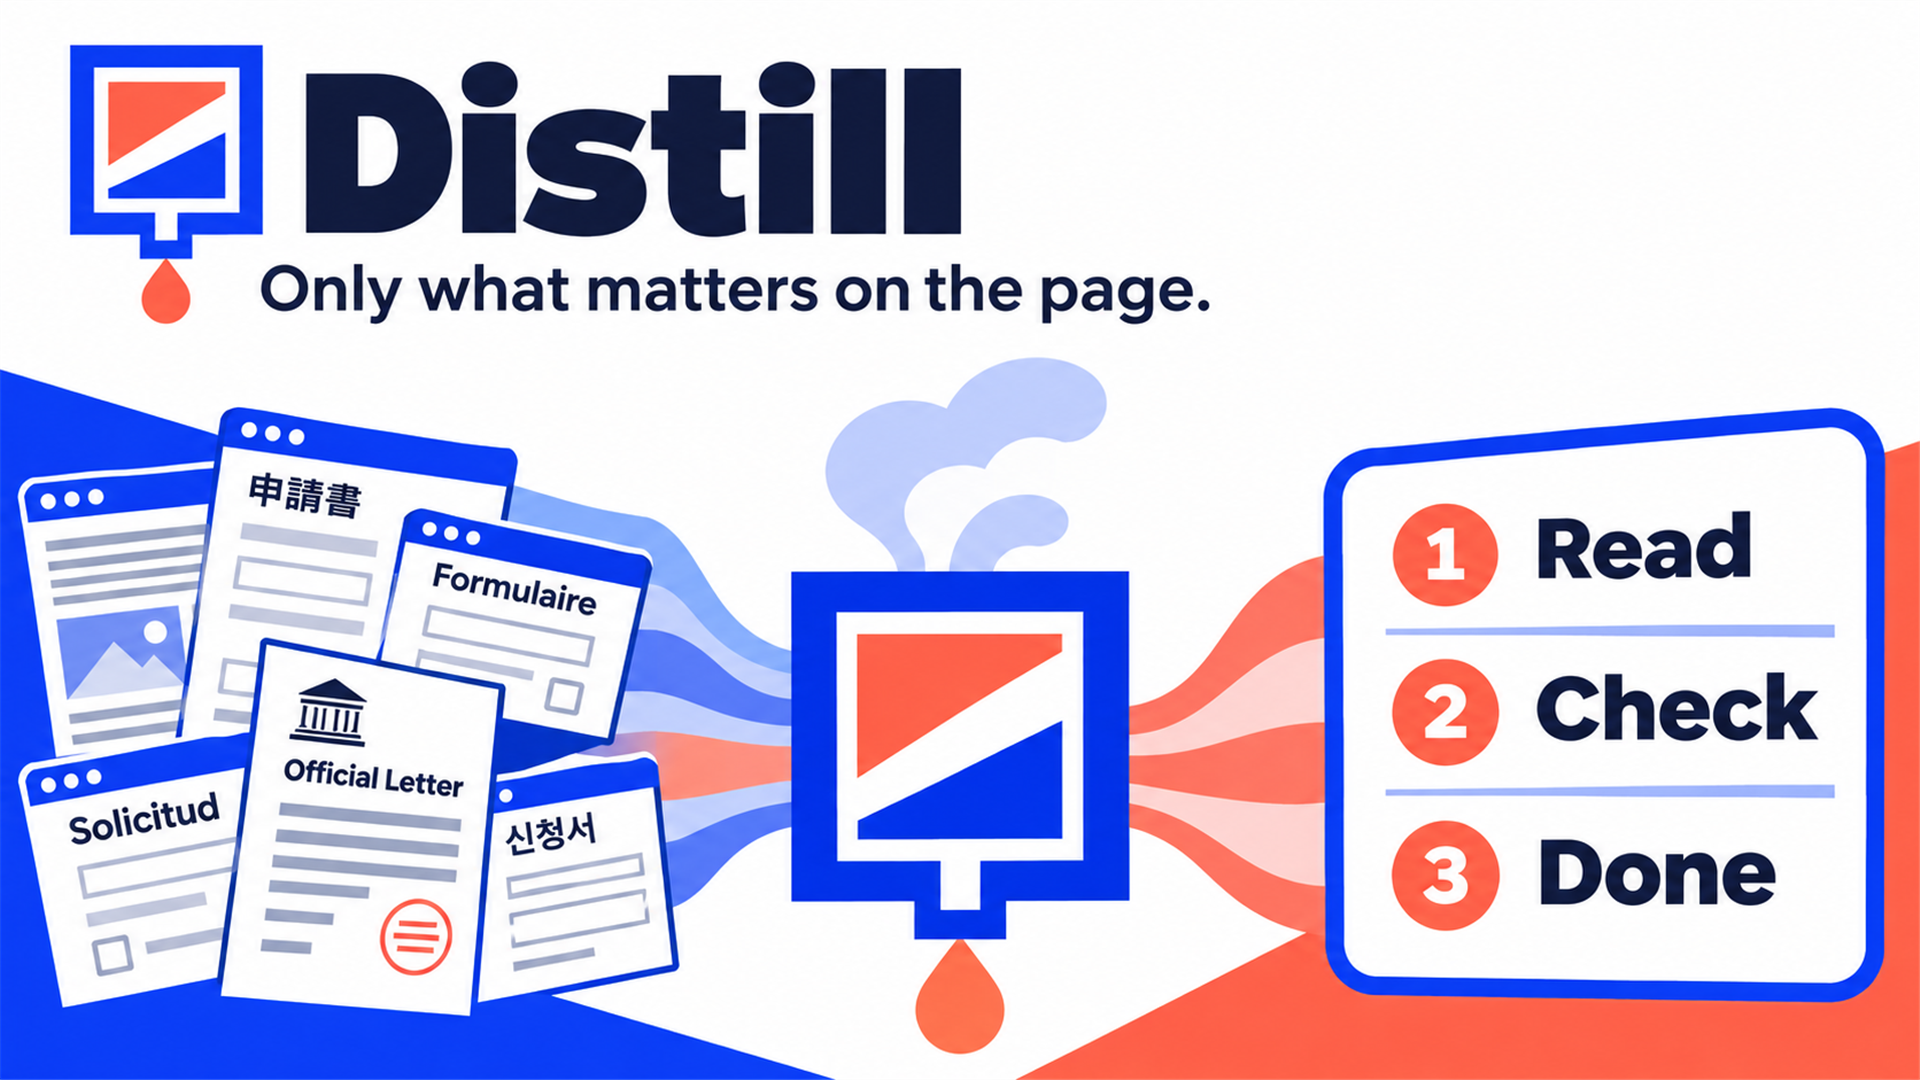 Distill
Only what matters on the page.
申請書
Formulaire
Official Letter
Solicitud
신청서
1 Read
2 Check
3 Done